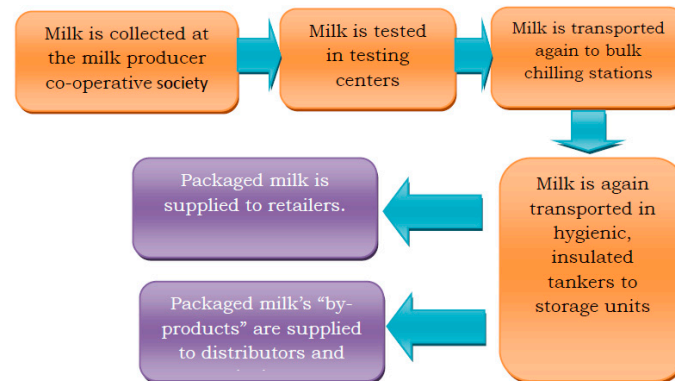 Milk is collected at
the milk producer
co-operative society
Milk is tested
in testing
centers
Milk is transported
again to bulk
chilling stations
Milk is again
transported in
hygienic,
insulated
tankers to
storage units
Packaged milk is
supplied to retailers.
Packaged milk's “by-
products” are supplied
to distributors and